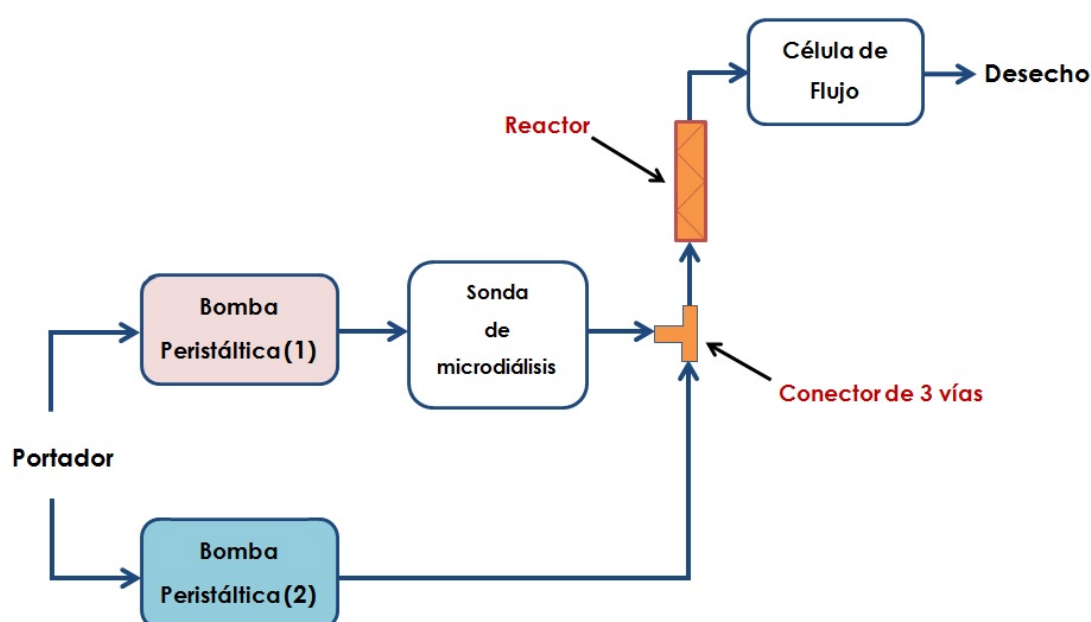 Célula de
Flujo
Desecho
Reactor
Bomba
Peristáltica (1)
Sonda
de
microdiálisis
Conector de 3 vías
Portador
Bomba
Peristáltica (2)